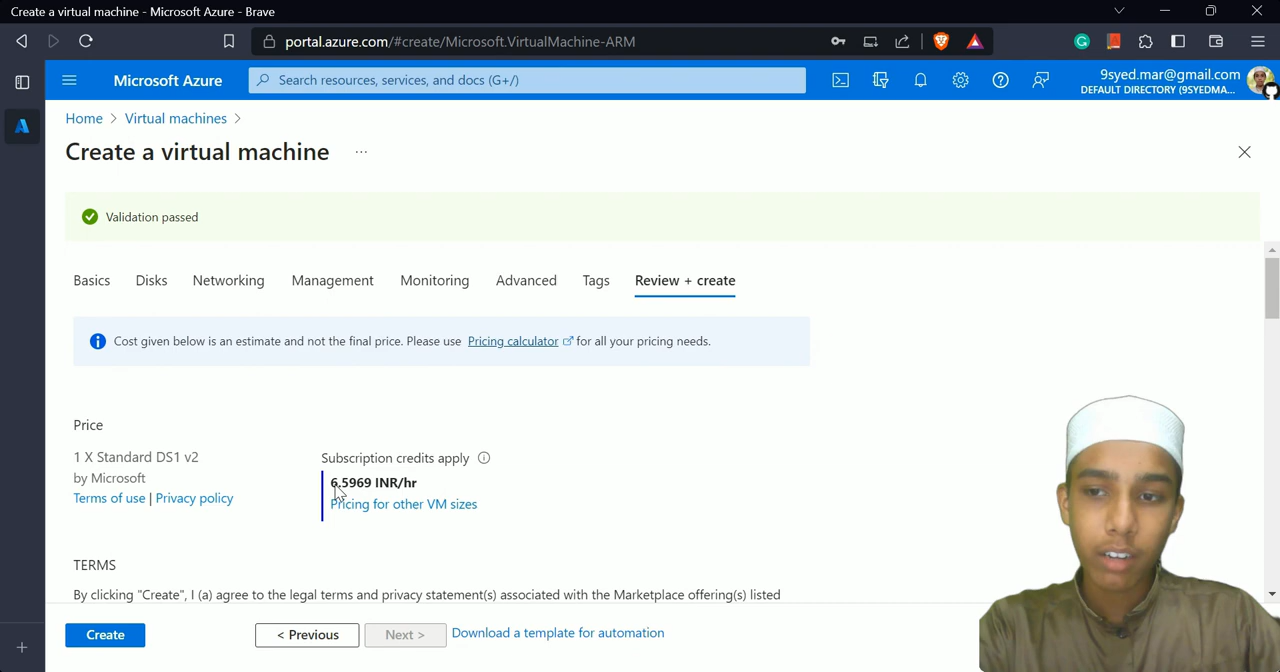 Create a virtual machine - Microsoft Azure - Brave
portal.azure.com/#create/Microsoft.VirtualMachine-ARM
Microsoft Azure
Search resources, services, and docs (G+/)
9syed.mar@gmail.com
DEFAULT DIRECTORY (9SYEDMA...
Home > Virtual machines >
Create a virtual machine ...
Validation passed
Basics Disks Networking Management Monitoring Advanced Tags Review + create
Cost given below is an estimate and not the final price. Please use Pricing calculator for all your pricing needs.
Price
1 X Standard DS1 v2
by Microsoft
Terms of use | Privacy policy
Subscription credits apply
6.5969 INR/hr
Pricing for other VM sizes
TERMS
By clicking "Create", I (a) agree to the legal terms and privacy statement(s) associated with the Marketplace offering(s) listed
Create
< Previous
Next >
Download a template for automation